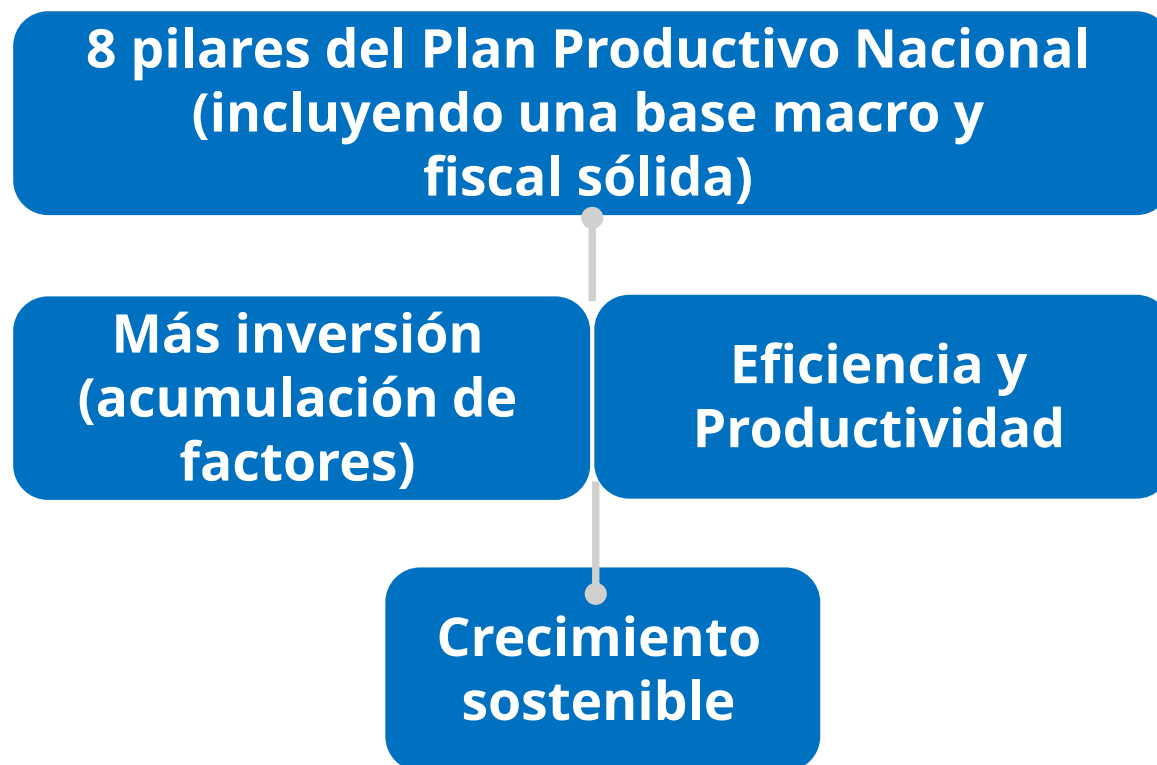 8 pilares del Plan Productivo Nacional
(incluyendo una base macro y
fiscal sólida)
Más inversión
(acumulación de
factores)
Eficiencia y
Productividad
Crecimiento
sostenible